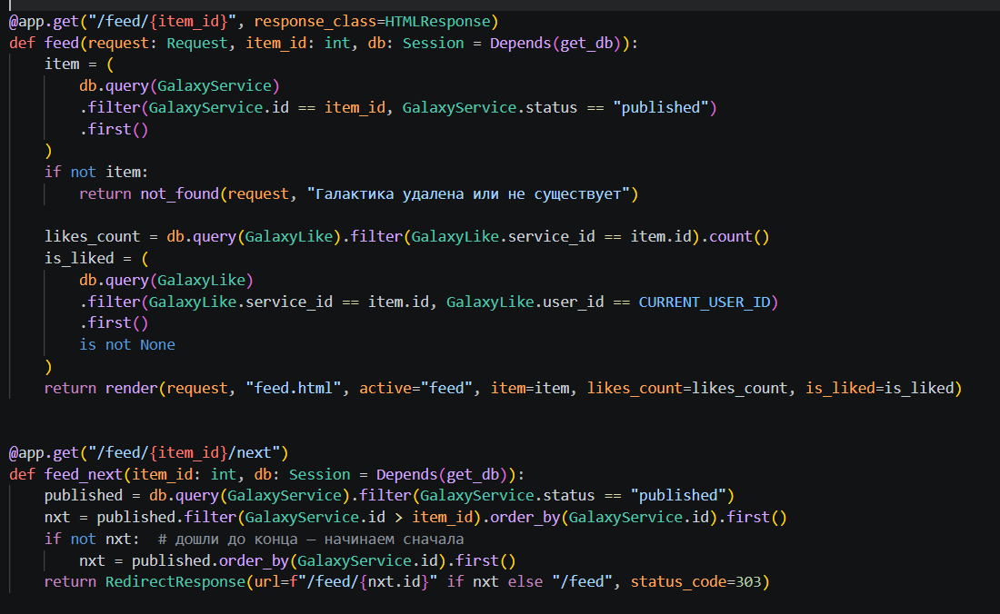 @app.get("/feed/{item_id}", response_class=HTMLResponse)
def feed(request: Request, item_id: int, db: Session = Depends(get_db)):
    item = (
        db.query(GalaxyService)
        .filter(GalaxyService.id == item_id, GalaxyService.status == "published")
        .first()
    )
    if not item:
        return not_found(request, "Галактика удалена или не существует")

    likes_count = db.query(GalaxyLike).filter(GalaxyLike.service_id == item.id).count()
    is_liked = (
        db.query(GalaxyLike)
        .filter(GalaxyLike.service_id == item.id, GalaxyLike.user_id == CURRENT_USER_ID)
        .first()
        is not None
    )
    return render(request, "feed.html", active="feed", item=item, likes_count=likes_count, is_liked=is_liked)


@app.get("/feed/{item_id}/next")
def feed_next(item_id: int, db: Session = Depends(get_db)):
    published = db.query(GalaxyService).filter(GalaxyService.status == "published")
    nxt = published.filter(GalaxyService.id > item_id).order_by(GalaxyService.id).first()
    if not nxt:  # дошли до конца — начинаем сначала
        nxt = published.order_by(GalaxyService.id).first()
    return RedirectResponse(url=f"/feed/{nxt.id}" if nxt else "/feed", status_code=303)